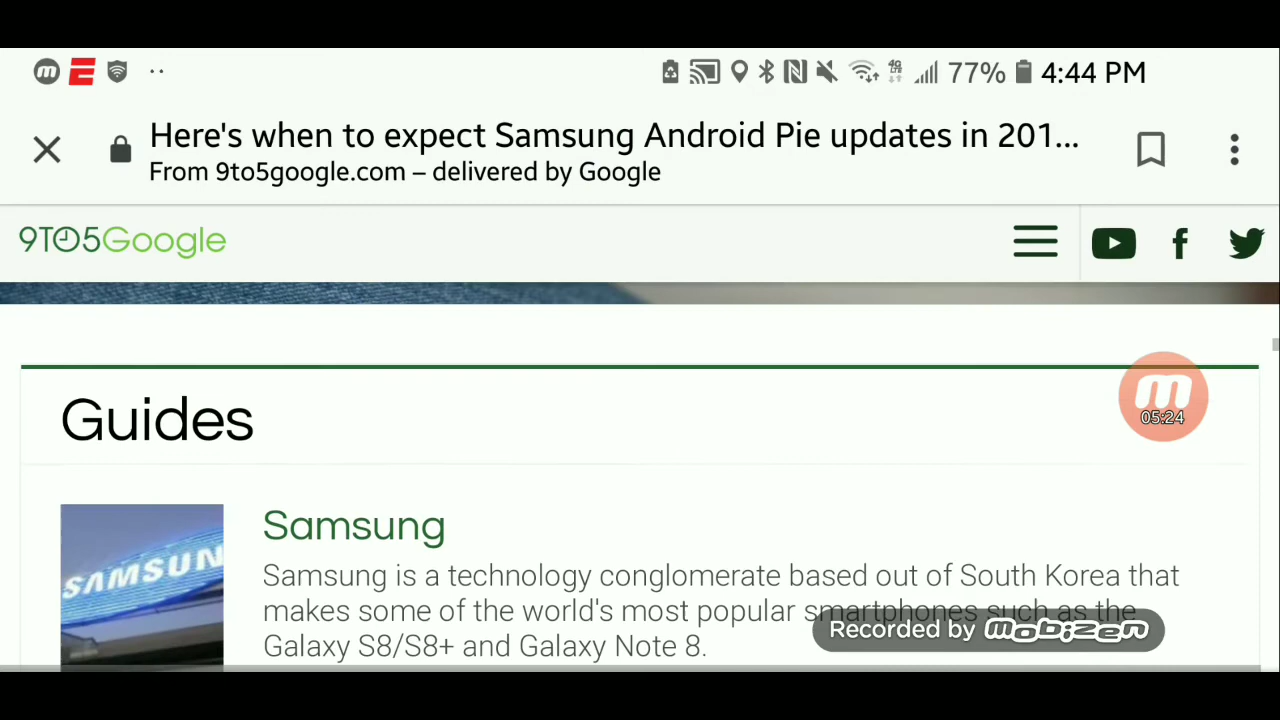 77% 4:44 PM
Here's when to expect Samsung Android Pie updates in 201...
From 9to5google.com – delivered by Google
9TO5Google
Guides
05:24
SAMSUN
Samsung
Samsung is a technology conglomerate based out of South Korea that
makes some of the world's most popular smartphones such as the
Galaxy S8/S8+ and Galaxy Note 8.
Recorded by mobizen